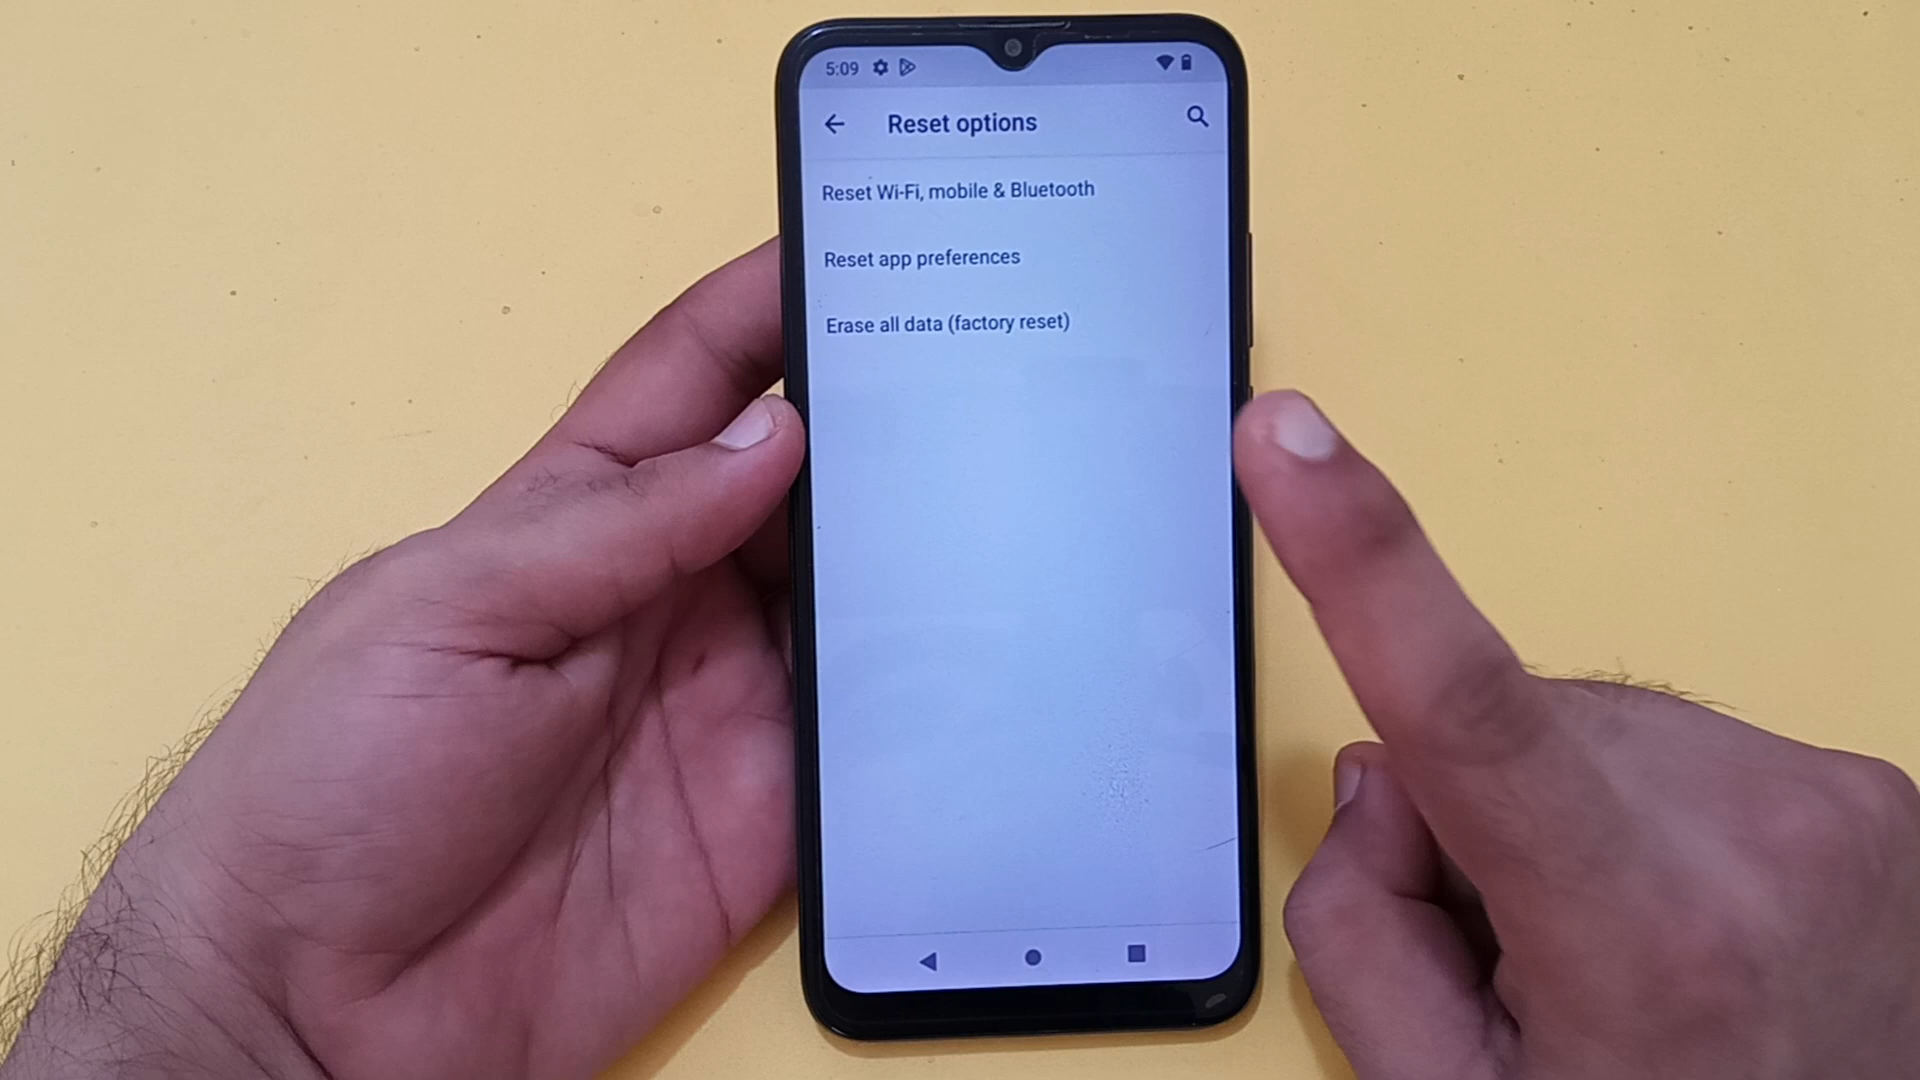 5:09
Reset options
Reset Wi-Fi, mobile & Bluetooth
Reset app preferences
Erase all data (factory reset)